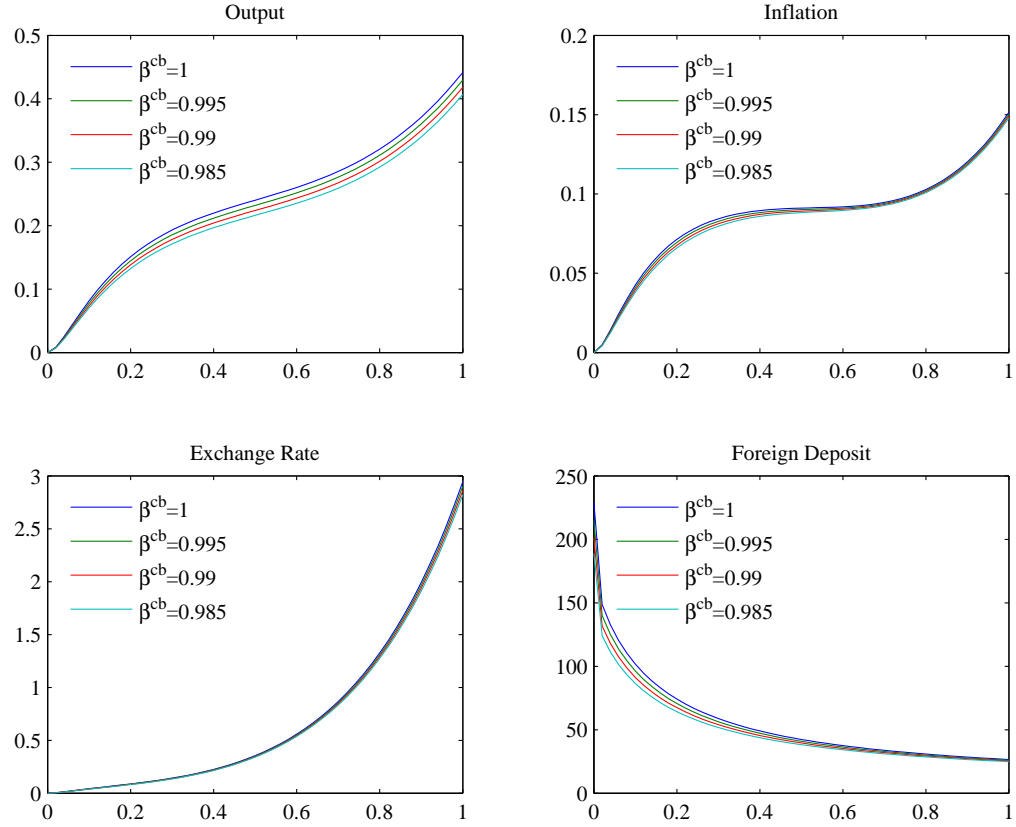 Output
0.5
0.4
0.3
0.2
0.1
0
0 0.2 0.4 0.6 0.8 1
β^cb=1
β^cb=0.995
β^cb=0.99
β^cb=0.985
Inflation
0.2
0.15
0.1
0.05
0
0 0.2 0.4 0.6 0.8 1
β^cb=1
β^cb=0.995
β^cb=0.99
β^cb=0.985
Exchange Rate
3
2.5
2
1.5
1
0.5
0
0 0.2 0.4 0.6 0.8 1
β^cb=1
β^cb=0.995
β^cb=0.99
β^cb=0.985
Foreign Deposit
250
200
150
100
50
0
0 0.2 0.4 0.6 0.8 1
β^cb=1
β^cb=0.995
β^cb=0.99
β^cb=0.985